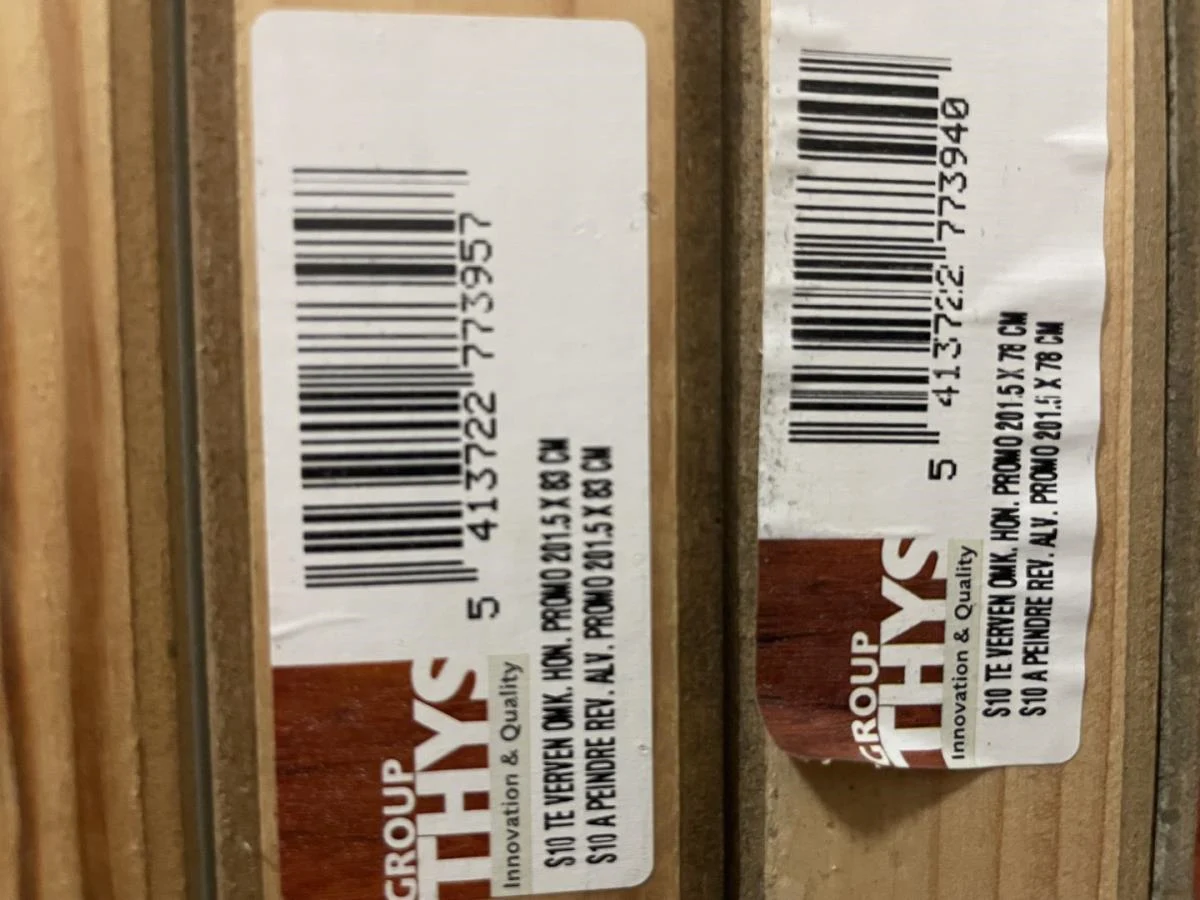 GROUP
THYS
Innovation & Quality
5 413722 773957
S10 TE VERVEN OMK. HON. PROMO 201.5 X 83 CM
S10 A PEINDRE REV. ALV. PROMO 201.5 X 83 CM
GROUP
THYS
Innovation & Quality
5 413722 773940
S10 TE VERVEN OMK. HON. PROMO 201.5 X 78 CM
S10 A PEINDRE REV. ALV. PROMO 201.5 X 78 CM